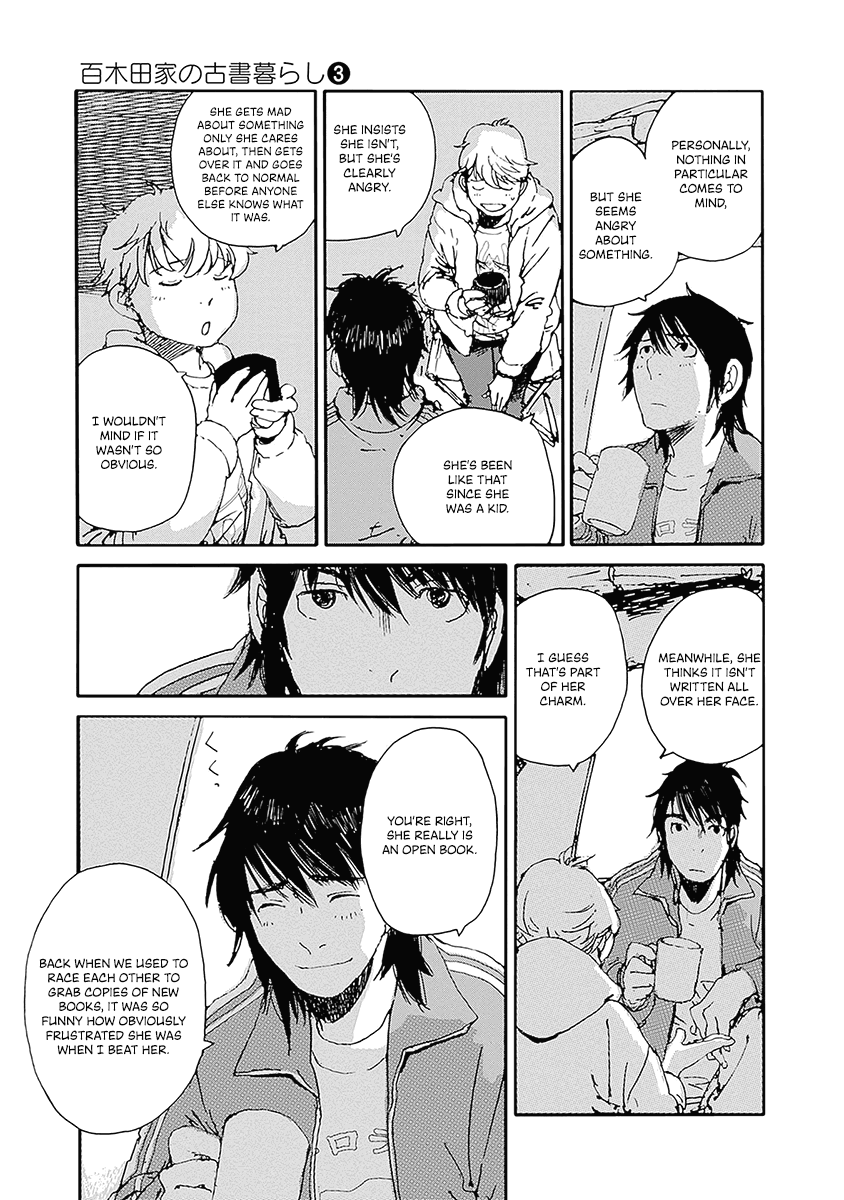 百木田家の古書暮らし❸
PERSONALLY,
NOTHING IN
PARTICULAR
COMES TO
MIND,
BUT SHE
SEEMS
ANGRY
ABOUT
SOMETHING.
SHE INSISTS
SHE ISN'T,
BUT SHE'S
CLEARLY
ANGRY.
SHE'S BEEN
LIKE THAT
SINCE SHE
WAS A KID.
SHE GETS MAD
ABOUT SOMETHING
ONLY SHE CARES
ABOUT, THEN GETS
OVER IT AND GOES
BACK TO NORMAL
BEFORE ANYONE
ELSE KNOWS WHAT
IT WAS.
I WOULDN'T
MIND IF IT
WASN'T SO
OBVIOUS.
MEANWHILE, SHE
THINKS IT ISN'T
WRITTEN ALL
OVER HER FACE.
I GUESS
THAT'S PART
OF HER
CHARM.
YOU'RE RIGHT,
SHE REALLY IS
AN OPEN BOOK.
BACK WHEN WE USED TO
RACE EACH OTHER TO
GRAB COPIES OF NEW
BOOKS, IT WAS SO
FUNNY HOW OBVIOUSLY
FRUSTRATED SHE WAS
WHEN I BEAT HER.